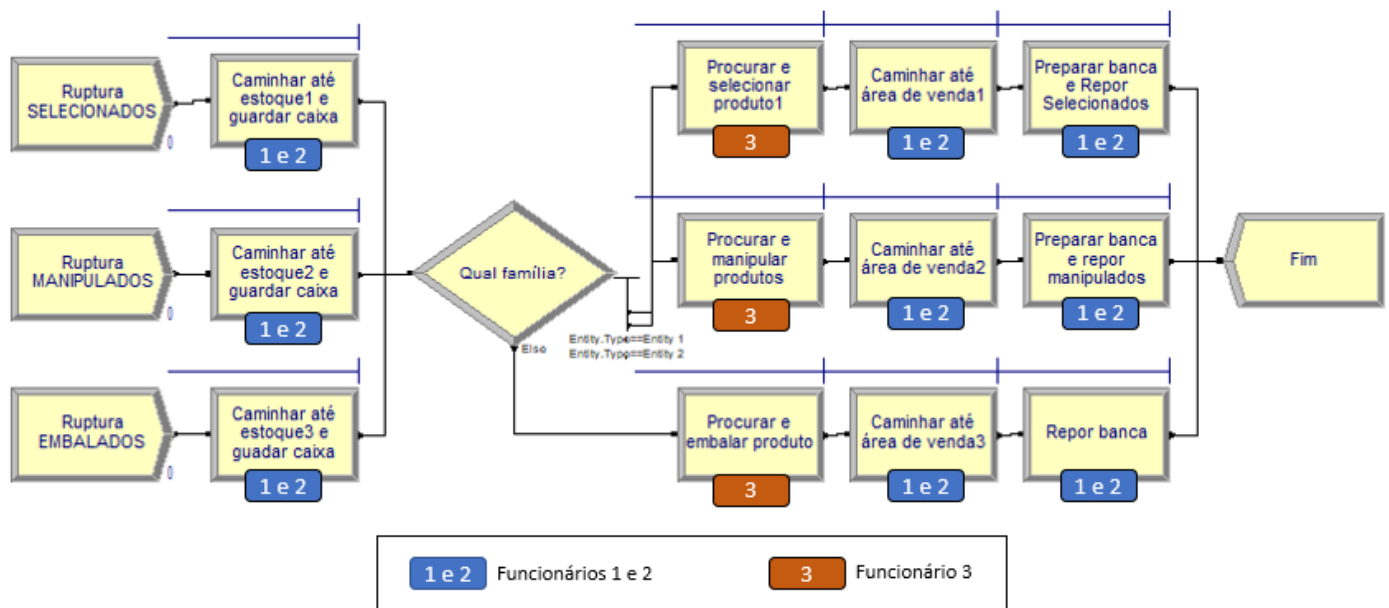 Ruptura
SELECIONADOS
0
Caminhar até
estoque1 e
guardar caixa
1 e 2
Procurar e
selecionar
produto1
3
Caminhar até
área de venda1
1 e 2
Preparar banca
e Repor
Selecionados
1 e 2
Ruptura
MANIPULADOS
0
Caminhar até
estoque2 e
guardar caixa
1 e 2
Qual família?
Else
Entity.Type==Entity 1
Entity.Type==Entity 2
Procurar e
manipular
produtos
3
Caminhar até
área de venda2
1 e 2
Preparar banca
e repor
manipulados
1 e 2
Fim
Ruptura
EMBALADOS
0
Caminhar até
estoque3 e
guadar caixa
1 e 2
Procurar e
embalar produto
3
Caminhar até
área de venda3
1 e 2
Repor banca
1 e 2
1 e 2 Funcionários 1 e 2
3 Funcionário 3